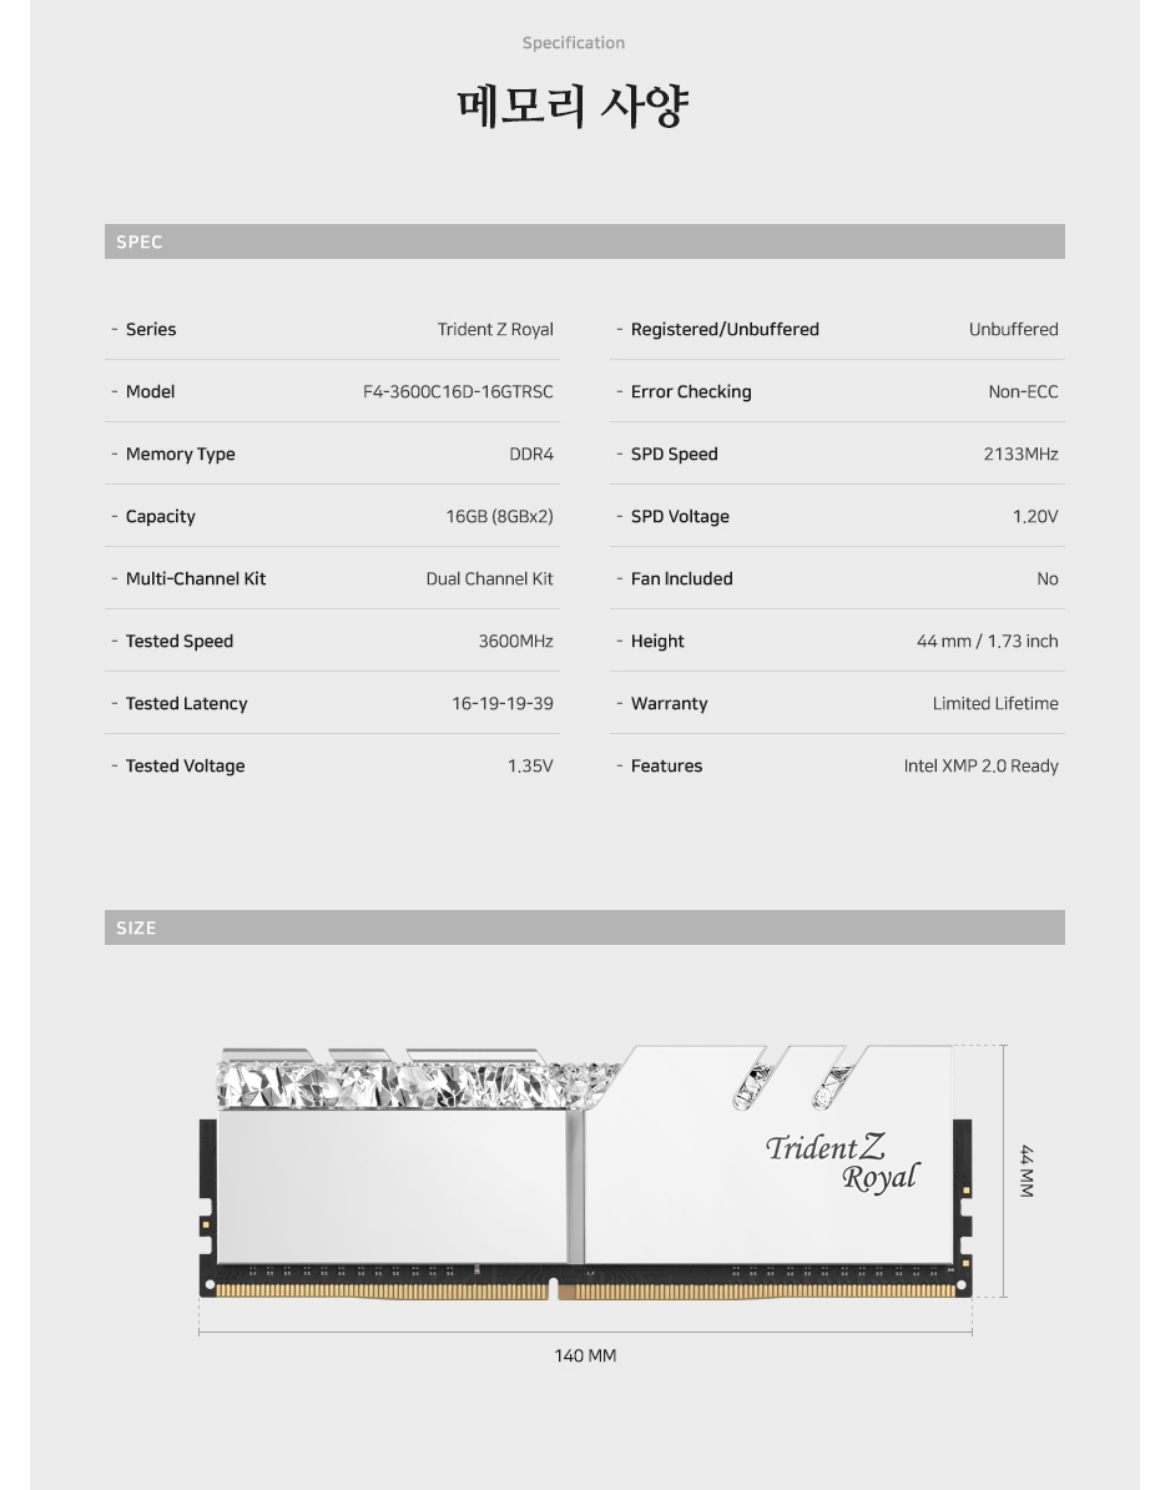 Specification
메모리 사양
SPEC
- Series Trident Z Royal
- Registered/Unbuffered Unbuffered
- Model F4-3600C16D-16GTRSC
- Error Checking Non-ECC
- Memory Type DDR4
- SPD Speed 2133MHz
- Capacity 16GB (8GBx2)
- SPD Voltage 1.20V
- Multi-Channel Kit Dual Channel Kit
- Fan Included No
- Tested Speed 3600MHz
- Height 44 mm / 1.73 inch
- Tested Latency 16-19-19-39
- Warranty Limited Lifetime
- Tested Voltage 1.35V
- Features Intel XMP 2.0 Ready
SIZE
Trident Z
Royal
44 MM
140 MM